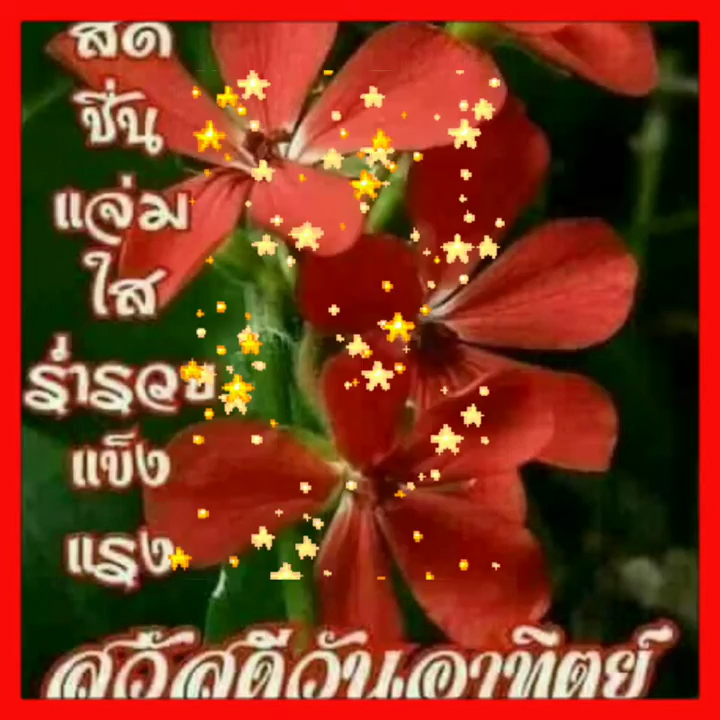 สด
ชื่น
แจ่ม
ใส
ร่ำรวย
แข็ง
แรง
สวัสดีวันอาทิตย์